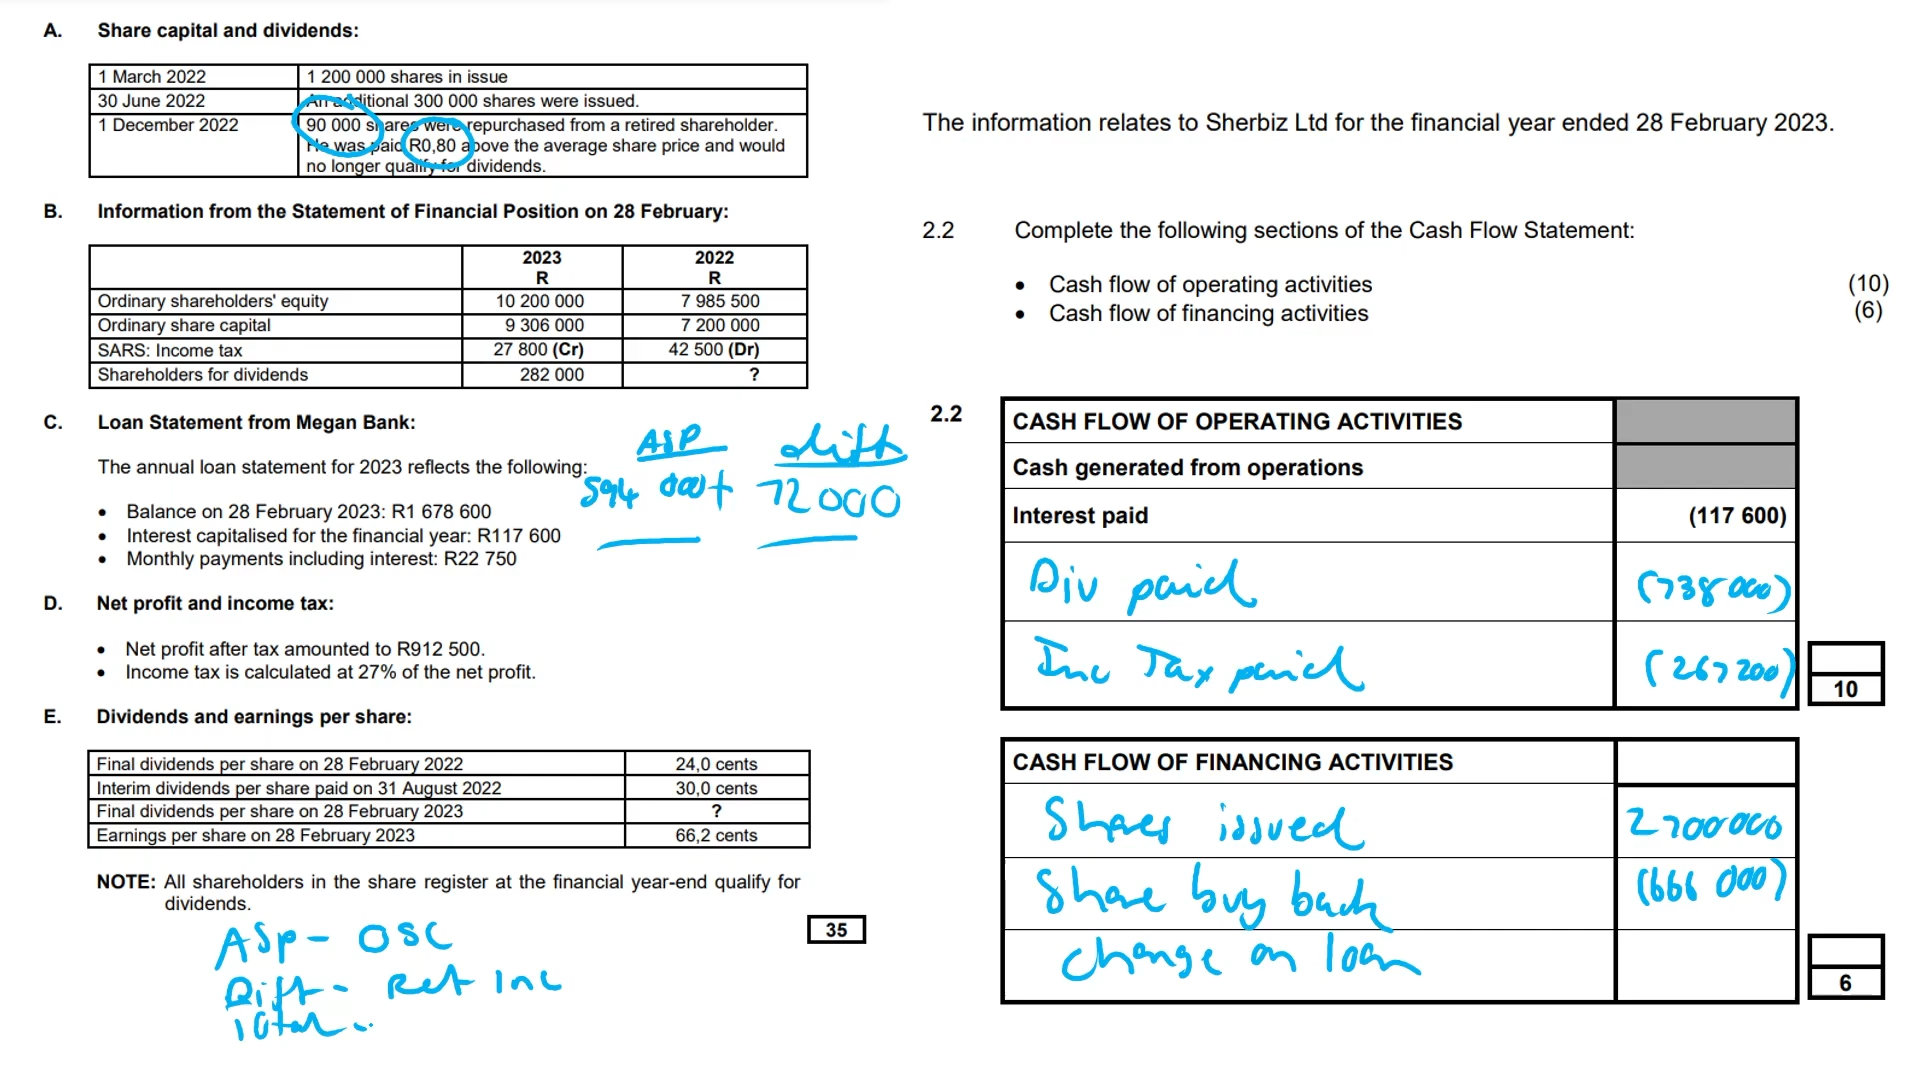 A. Share capital and dividends:
1 March 2022 1 200 000 shares in issue
30 June 2022 An additional 300 000 shares were issued.
1 December 2022 90 000 shares were repurchased from a retired shareholder.
He was paid R0,80 above the average share price and would
no longer qualify for dividends.
B. Information from the Statement of Financial Position on 28 February:
2023 2022
R R
Ordinary shareholders' equity 10 200 000 7 985 500
Ordinary share capital 9 306 000 7 200 000
SARS: Income tax 27 800 (Cr) 42 500 (Dr)
Shareholders for dividends 282 000 ?
C. Loan Statement from Megan Bank:
The annual loan statement for 2023 reflects the following:
• Balance on 28 February 2023: R1 678 600
• Interest capitalised for the financial year: R117 600
• Monthly payments including interest: R22 750
ASP diff
594 000 + 72 000
D. Net profit and income tax:
• Net profit after tax amounted to R912 500.
• Income tax is calculated at 27% of the net profit.
E. Dividends and earnings per share:
Final dividends per share on 28 February 2022 24,0 cents
Interim dividends per share paid on 31 August 2022 30,0 cents
Final dividends per share on 28 February 2023 ?
Earnings per share on 28 February 2023 66,2 cents
NOTE: All shareholders in the share register at the financial year-end qualify for
dividends.
35
ASP - OSC
Diff - Ret Inc
Total -
The information relates to Sherbiz Ltd for the financial year ended 28 February 2023.
2.2 Complete the following sections of the Cash Flow Statement:
• Cash flow of operating activities (10)
• Cash flow of financing activities (6)
2.2 CASH FLOW OF OPERATING ACTIVITIES
Cash generated from operations
Interest paid (117 600)
Div paid (738 000)
Inc Tax paid (267 200)
10
CASH FLOW OF FINANCING ACTIVITIES
Shares issued 2 700 000
Share buy back (666 000)
change on loan
6